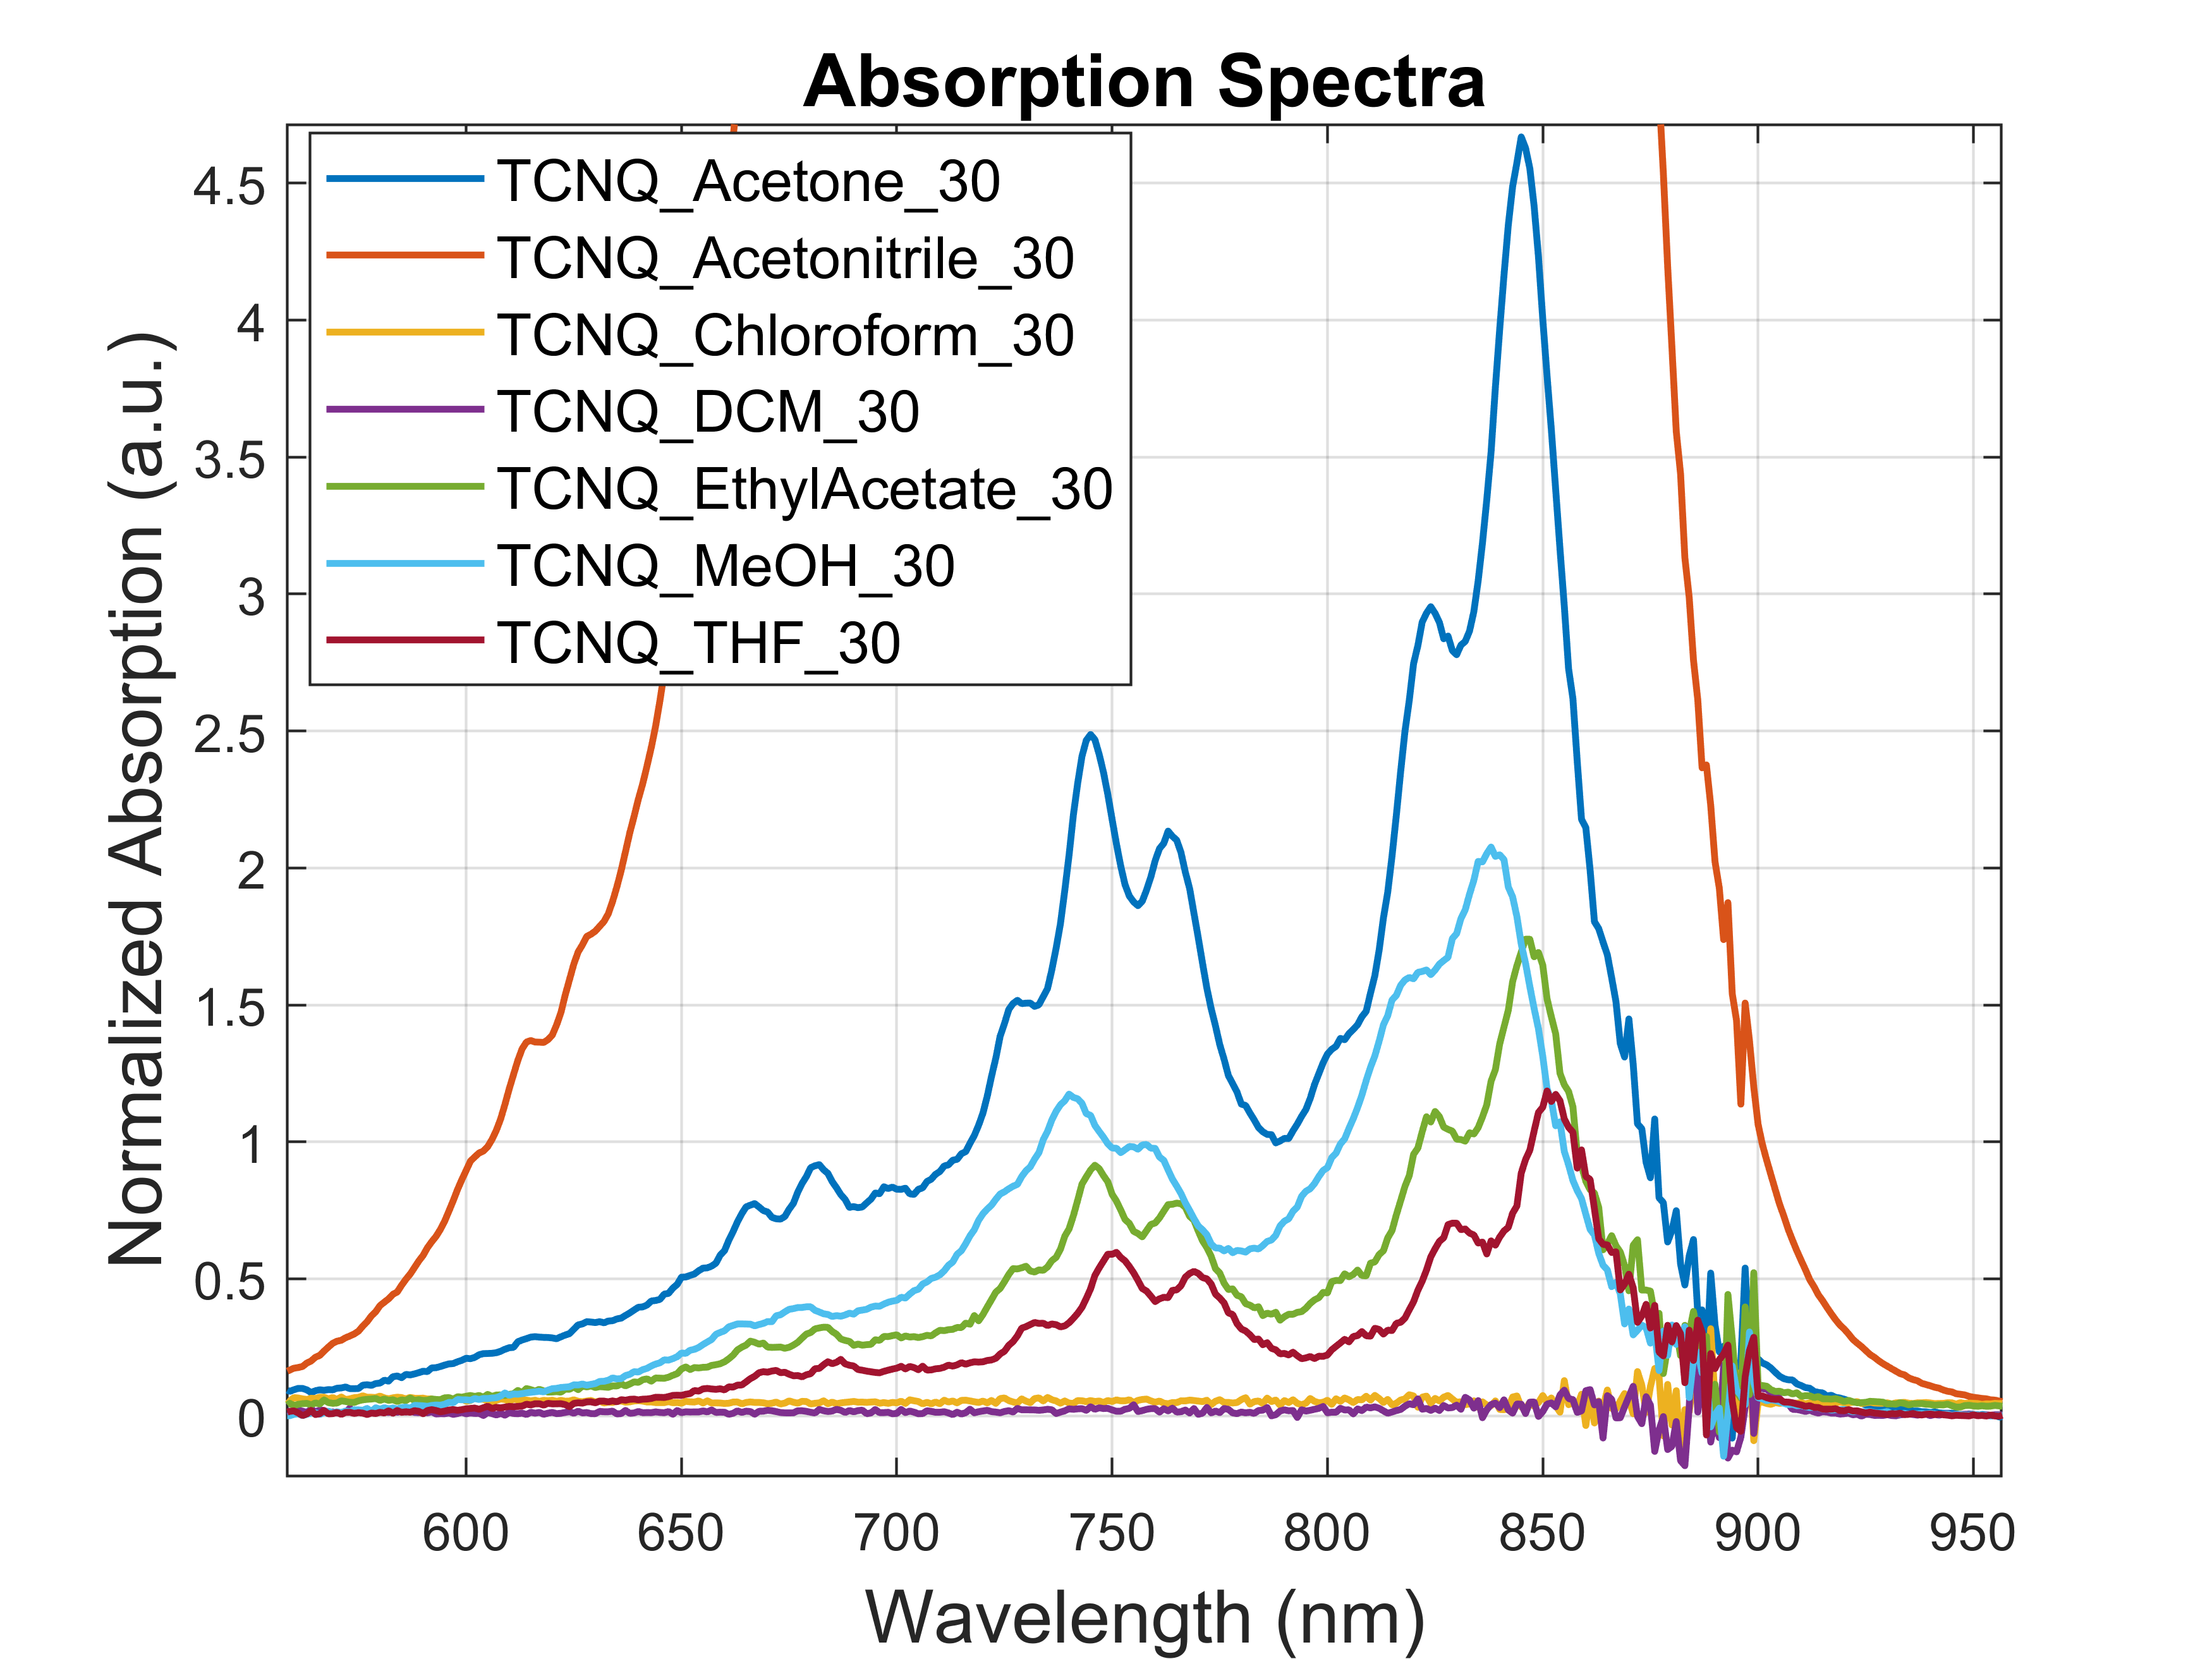 Absorption Spectra
TCNQ_Acetone_30
TCNQ_Acetonitrile_30
TCNQ_Chloroform_30
TCNQ_DCM_30
TCNQ_EthylAcetate_30
TCNQ_MeOH_30
TCNQ_THF_30
Normalized Absorption (a.u.)
4.5
4
3.5
3
2.5
2
1.5
1
0.5
0
600 650 700 750 800 850 900 950
Wavelength (nm)